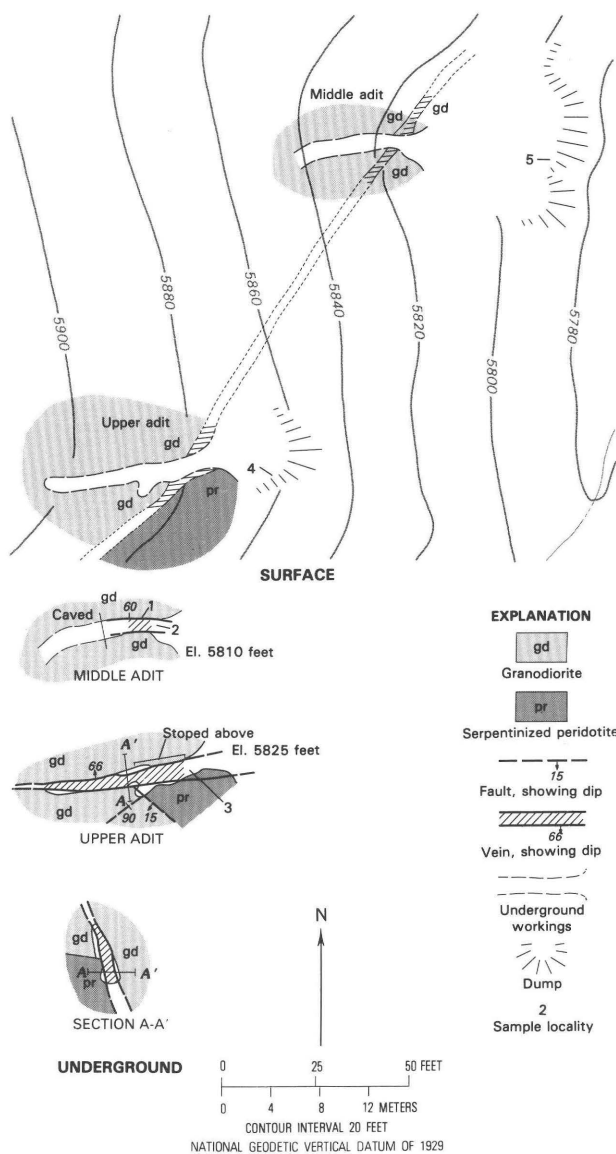 Middle adit
gd
gd
gd
5
5900
5880
5860
5840
5820
5800
5780
Upper adit
gd
gd
4
pr
SURFACE
gd
Caved
60
1
2
gd
El. 5810 feet
MIDDLE ADIT
Stoped above
A'
gd
66
El. 5825 feet
gd
A
90
15
pr
3
UPPER ADIT
gd
gd
A
A'
pr
SECTION A-A'
UNDERGROUND
N
EXPLANATION
gd
Granodiorite
pr
Serpentinized peridotite
15
Fault, showing dip
66
Vein, showing dip
Underground
workings
Dump
2
Sample locality
0 25 50 FEET
0 4 8 12 METERS
CONTOUR INTERVAL 20 FEET
NATIONAL GEODETIC VERTICAL DATUM OF 1929